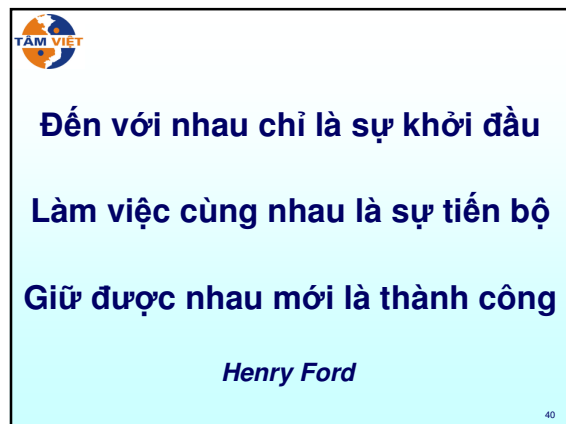 TÂM VIỆT
Đến với nhau chỉ là sự khởi đầu
Làm việc cùng nhau là sự tiến bộ
Giữ được nhau mới là thành công
Henry Ford
40